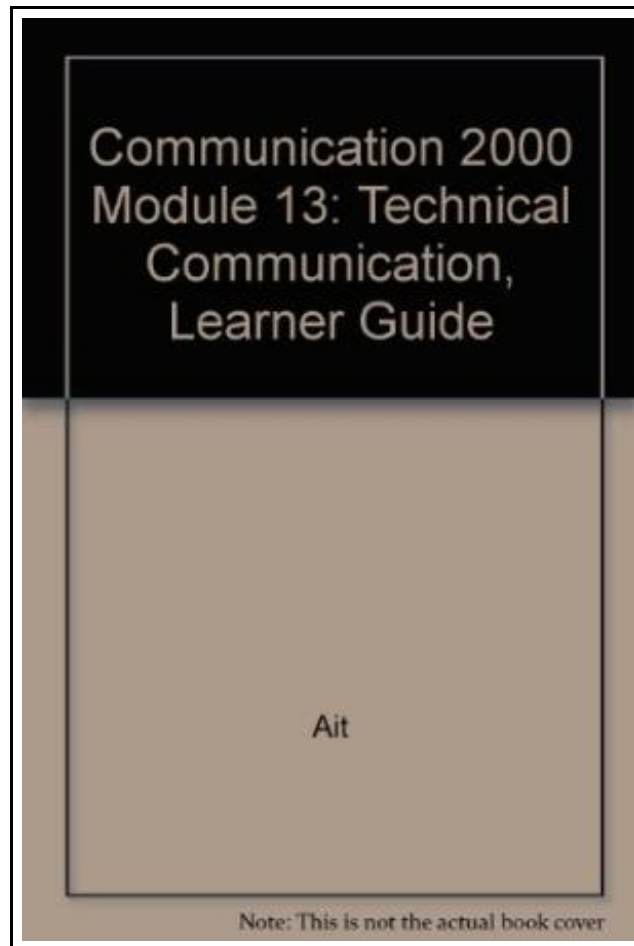 Communication 2000
Module 13: Technical
Communication,
Learner Guide
Ait
Note: This is not the actual book cover